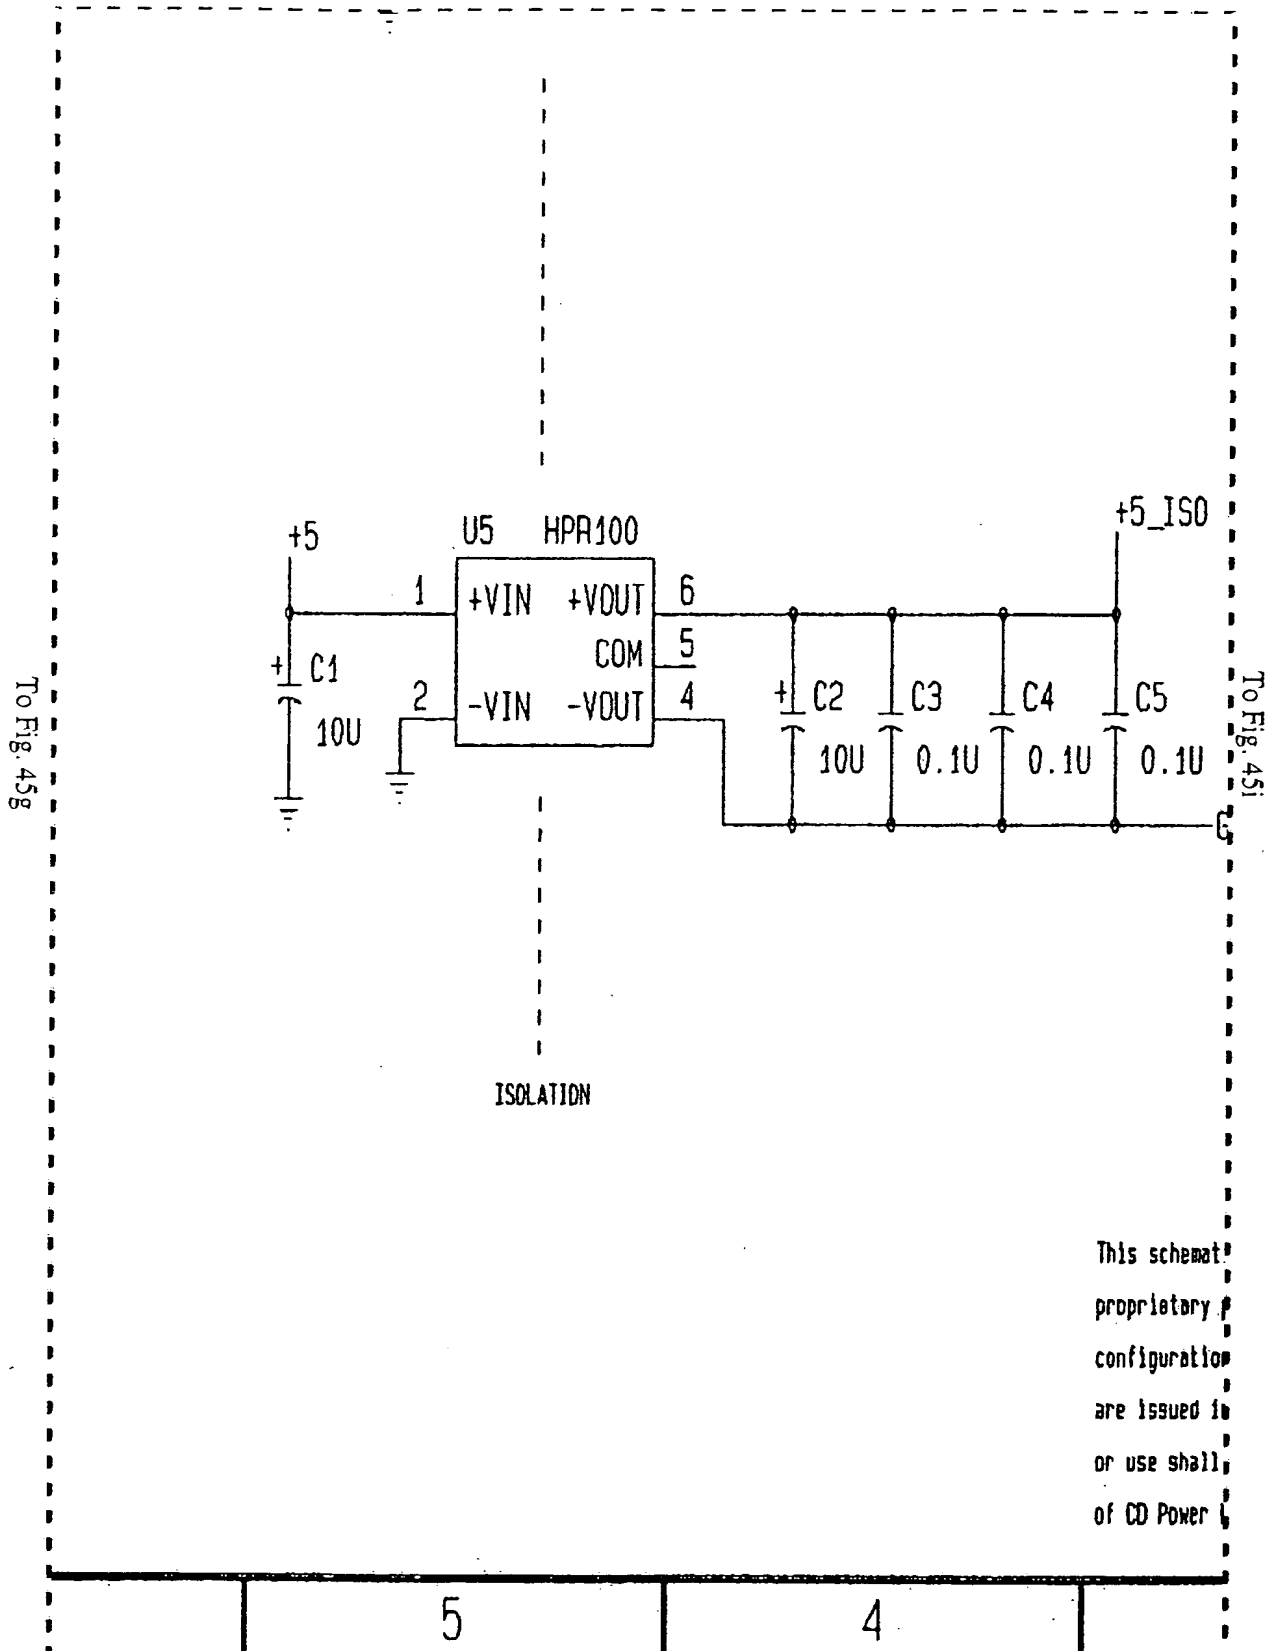 +5_ISO
+5
U5 HPR100
1 +VIN +VOUT 6
COM 5
2 -VIN -VOUT 4
+ C1
10U
+ C2 C3 C4 C5
10U 0.1U 0.1U 0.1U
To Fig. 45g
To Fig. 45i
ISOLATION
This schemat
proprietary
configuratio
are issued i
or use shall
of CD Power
5 4